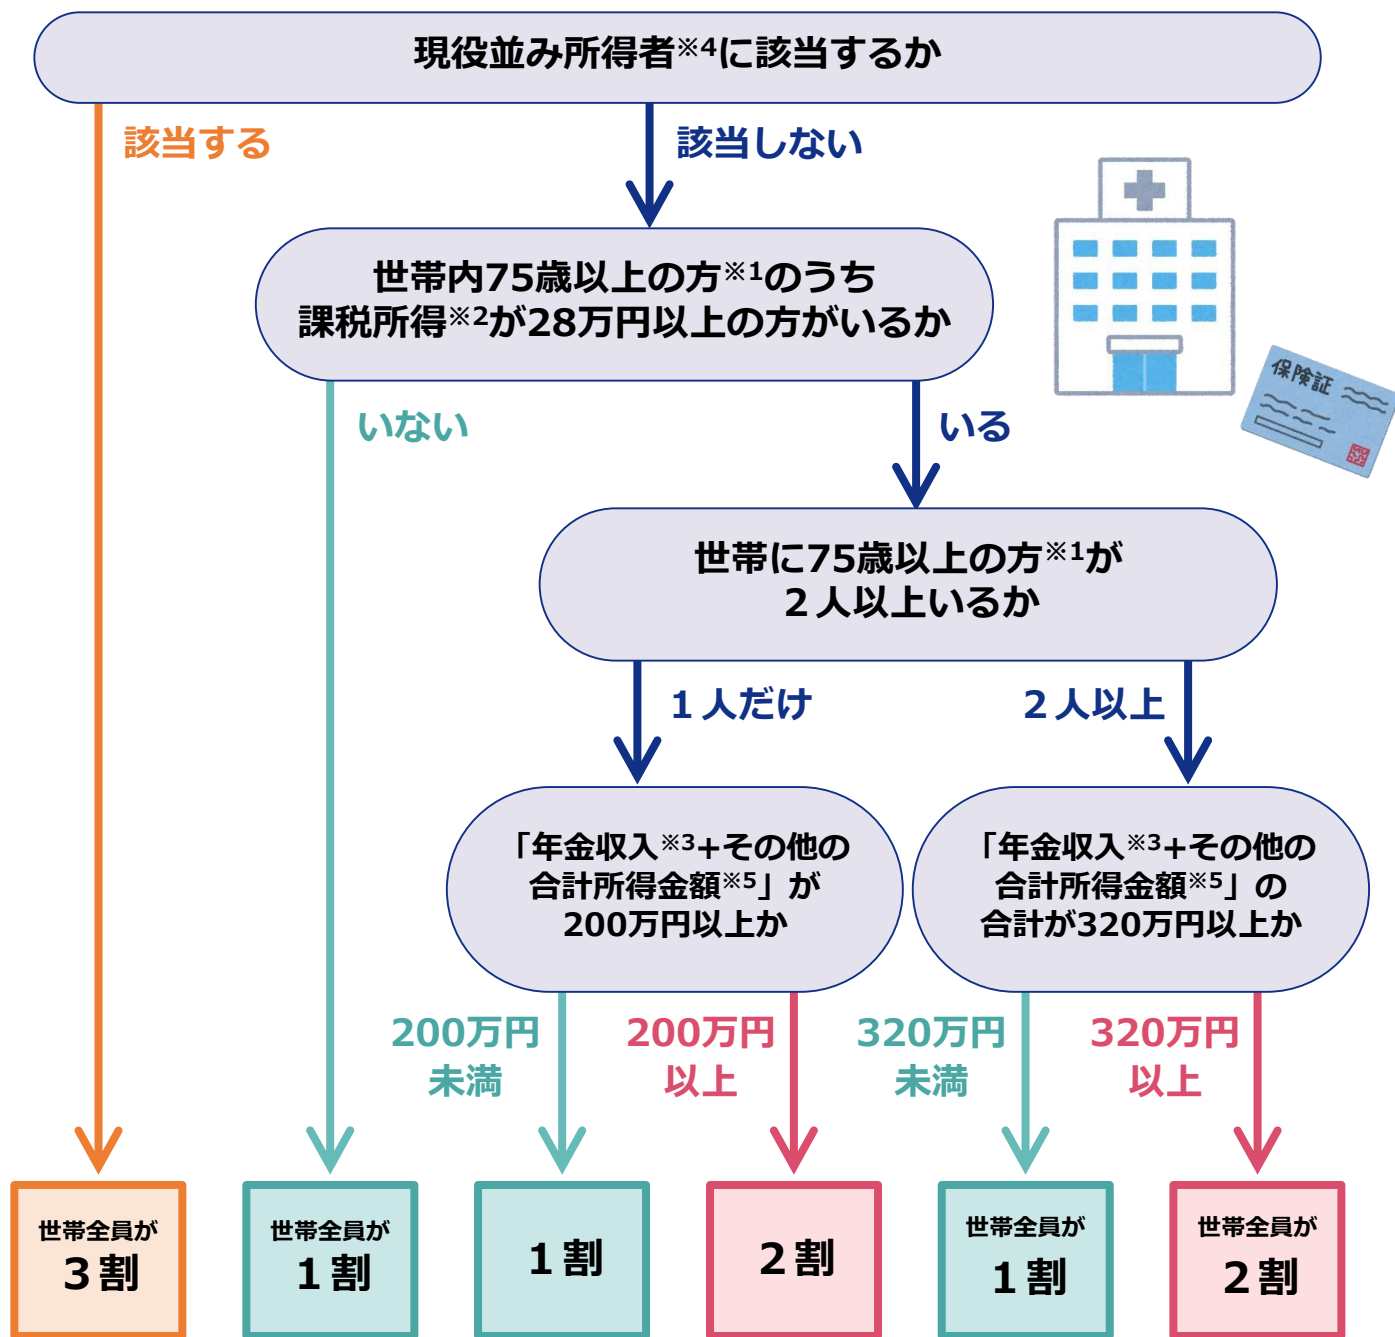 現役並み所得者※4に該当するか
該当する
該当しない
世帯内75歳以上の方※1のうち
課税所得※2が28万円以上の方がいるか
保険証
いない
いる
世帯に75歳以上の方※1が
２人以上いるか
１人だけ
２人以上
「年金収入※3+その他の
合計所得金額※5」が
200万円以上か
「年金収入※3+その他の
合計所得金額※5」の
合計が320万円以上か
200万円
未満
200万円
以上
320万円
未満
320万円
以上
世帯全員が
３割
世帯全員が
１割
１割
２割
世帯全員が
１割
世帯全員が
２割